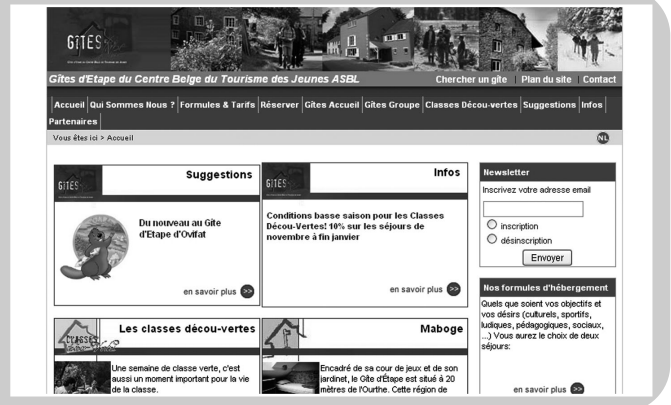 GîTES
Gîtes d'Etape du Centre Belge du Tourisme des Jeunes ASBL
Chercher un gîte | Plan du site | Contact
Accueil | Qui Sommes Nous ? | Formules & Tarifs | Réserver | Gîtes Accueil | Gîtes Groupe | Classes Décou-vertes | Suggestions | Infos |
Partenaires |
Vous êtes ici > Accueil
NL
GîTES
Suggestions
Du nouveau au Gîte
d'Etape d'Ovifat
en savoir plus >>
GîTES
Infos
Conditions basse saison pour les Classes
Décou-Vertes! 10% sur les séjours de
novembre à fin janvier
en savoir plus >>
Newsletter
Inscrivez votre adresse email
inscription
désinscription
Envoyer
Nos formules d'hébergement
Quels que soient vos objectifs et
vos désirs (culturels, sportifs,
ludiques, pédagogiques, sociaux,
...) Vous aurez le choix de deux
séjours:
en savoir plus >>
CLASSES
Les classes décou-vertes
Une semaine de classe verte, c'est
aussi un moment important pour la vie
de la classe.
Maboge
Encadré de sa cour de jeux et de son
jardinet, le Gîte d'Étape est situé à 20
mètres de l'Ourthe. Cette région de